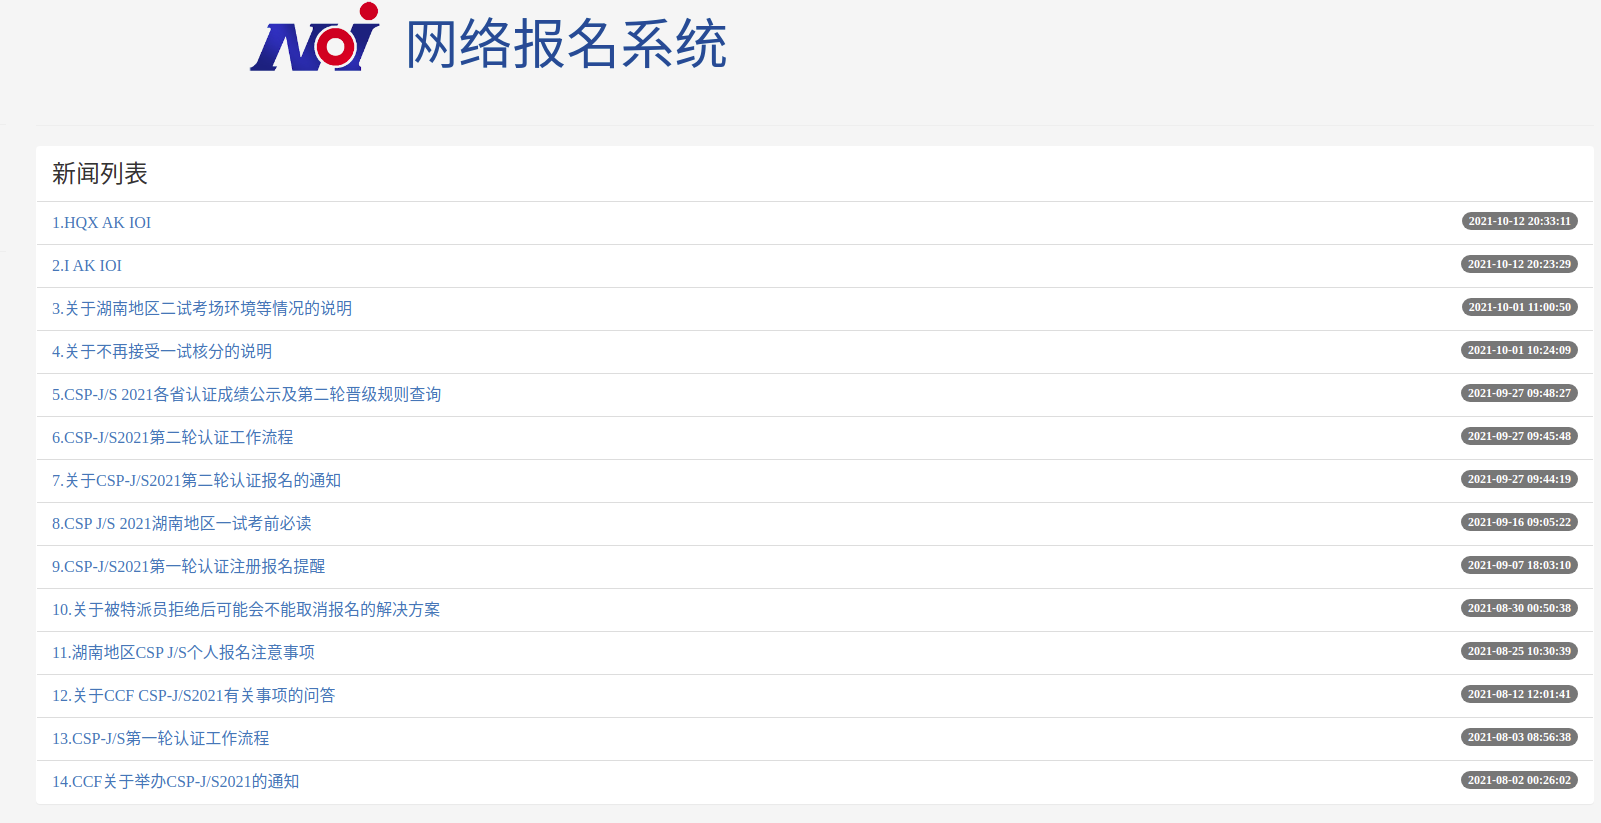 NOI 网络报名系统
新闻列表
1.HQX AK IOI 2021-10-12 20:33:11
2.I AK IOI 2021-10-12 20:23:29
3.关于湖南地区二试考场环境等情况的说明 2021-10-01 11:00:50
4.关于不再接受一试核分的说明 2021-10-01 10:24:09
5.CSP-J/S 2021各省认证成绩公示及第二轮晋级规则查询 2021-09-27 09:48:27
6.CSP-J/S2021第二轮认证工作流程 2021-09-27 09:45:48
7.关于CSP-J/S2021第二轮认证报名的通知 2021-09-27 09:44:19
8.CSP J/S 2021湖南地区一试考前必读 2021-09-16 09:05:22
9.CSP-J/S2021第一轮认证注册报名提醒 2021-09-07 18:03:10
10.关于被特派员拒绝后可能会不能取消报名的解决方案 2021-08-30 00:50:38
11.湖南地区CSP J/S个人报名注意事项 2021-08-25 10:30:39
12.关于CCF CSP-J/S2021有关事项的问答 2021-08-12 12:01:41
13.CSP-J/S第一轮认证工作流程 2021-08-03 08:56:38
14.CCF关于举办CSP-J/S2021的通知 2021-08-02 00:26:02